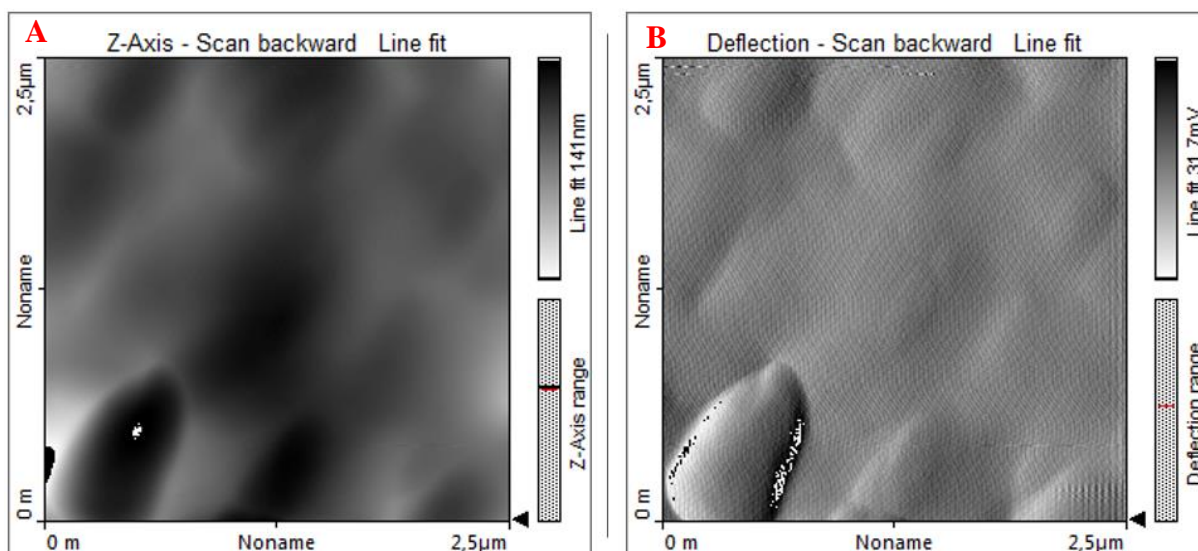 A
Z-Axis - Scan backward Line fit
2,5µm
Noname
0 m
0 m
Noname
2,5µm
Line fit 141nm
Z-Axis range
B
Deflection - Scan backward Line fit
2,5µm
Noname
0 m
0 m
Noname
2,5µm
Line fit 31,7mV
Deflection range